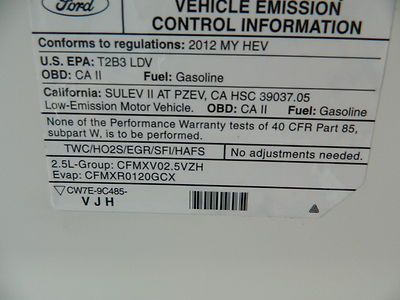 Ford
VEHICLE EMISSION
CONTROL INFORMATION
Conforms to regulations: 2012 MY HEV
U.S. EPA: T2B3 LDV
OBD: CA II Fuel: Gasoline
California: SULEV II AT PZEV, CA HSC 39037.05
Low-Emission Motor Vehicle. OBD: CA II Fuel: Gasoline
None of the Performance Warranty tests of 40 CFR Part 85,
subpart W, is to be performed.
TWC/HO2S/EGR/SFI/HAFS No adjustments needed.
2.5L-Group: CFMXV02.5VZH
Evap: CFMXR0120GCX
CW7E-9C485-
V J H